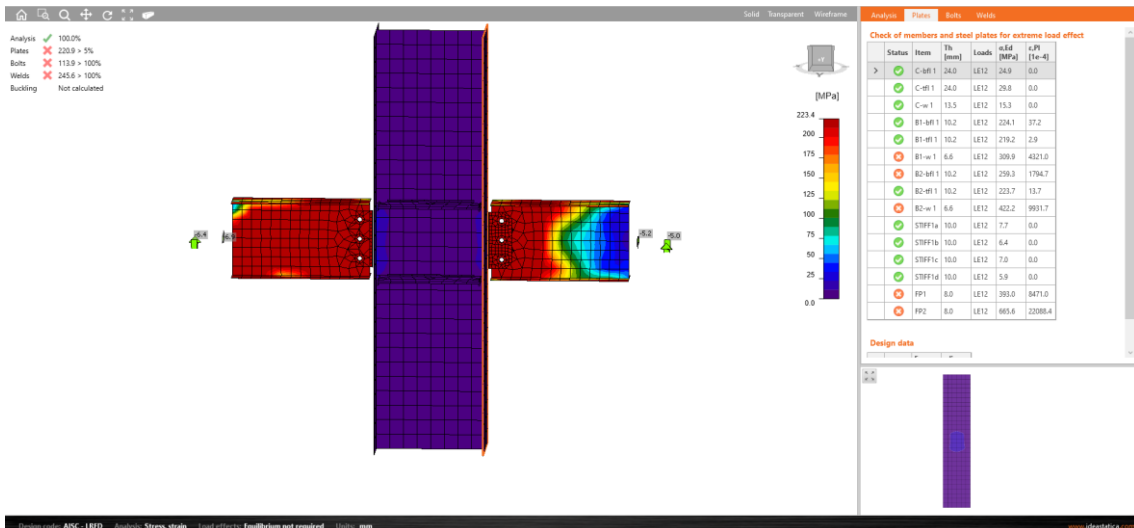 Solid Transparent Wireframe
Analysis 100.0%
Plates 220.9 > 5%
Bolts 113.9 > 100%
Welds 245.6 > 100%
Buckling Not calculated
[MPa]
223.4
200
175
150
125
100
75
50
25
0.0
-5.4
-5.2
-5.0
Analysis Plates Bolts Welds
Check of members and steel plates for extreme load effect
Status Item Th [mm] Loads σ,Ed [MPa] ε,Pl [1e-4]
> C-bfl 1 24.0 LE12 24.9 0.0
C-tfl 1 24.0 LE12 29.8 0.0
C-w 1 13.5 LE12 15.3 0.0
B1-bfl 1 10.2 LE12 224.1 37.2
B1-tfl 1 10.2 LE12 219.2 2.9
B1-w 1 6.6 LE12 309.9 4321.0
B2-bfl 1 10.2 LE12 259.3 1794.7
B2-tfl 1 10.2 LE12 223.7 13.7
B2-w 1 6.6 LE12 422.2 9931.7
STIFF1a 10.0 LE12 7.7 0.0
STIFF1b 10.0 LE12 6.4 0.0
STIFF1c 10.0 LE12 7.0 0.0
STIFF1d 10.0 LE12 5.9 0.0
FP1 8.0 LE12 393.0 8471.0
FP2 8.0 LE12 665.6 22088.4
Design data
Design code: AISC - LRFD Analysis: Stress, strain Load effects: Equilibrium not required Units: mm
www.ideastatica.com